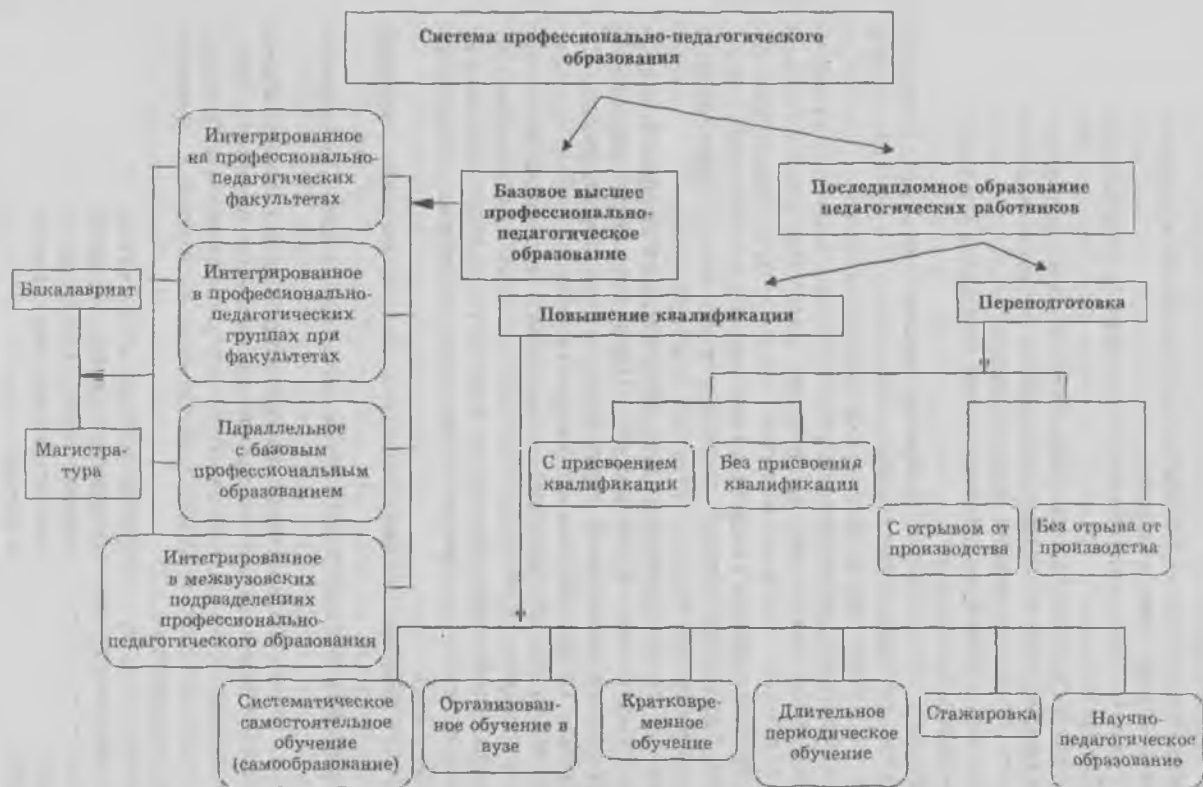 Система профессионально-педагогического
образования
Интегрированное
на профессионально-
педагогических
факультетах
Базовое высшее
профессионально-
педагогическое
образование
Последипломное образование
педагогических работников
Бакалавриат
Интегрированное
в профессионально-
педагогических
группах при
факультетах
Повышение квалификации
Переподготовка
Магистра-
тура
Параллельное
с базовым
профессиональным
образованием
С присвоением
квалификации
Без присвоения
квалификации
С отрывом от
производства
Без отрыва от
производства
Интегрированное
в межвузовских
подразделениях
профессионально-
педагогического образования
Систематическое
самостоятельное
обучение
(самообразование)
Организован-
ное обучение в
вузе
Кратковре-
менное
обучение
Длительное
периодическое
обучение
Стажировка
Научно-
педагогическое
образование